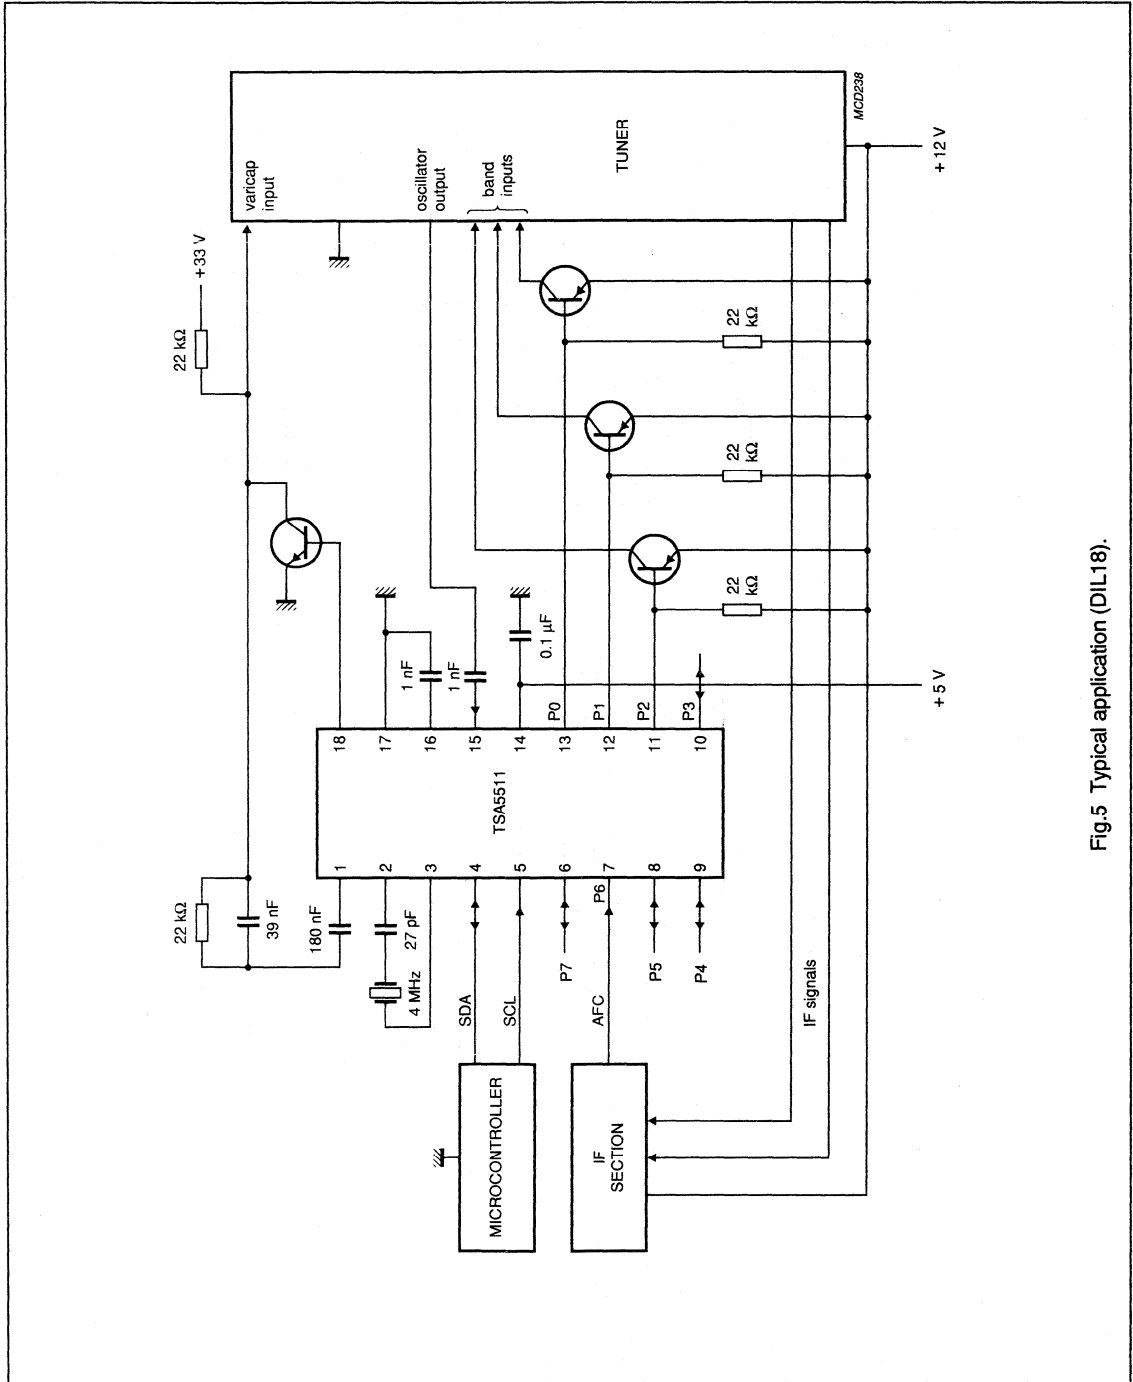 +33 V
22 kΩ
varicap
input
oscillator
output
band
inputs
TUNER
MCD238
+12 V
22 kΩ
39 nF
180 nF
27 pF
4 MHz
1 nF
1 nF
0.1 µF
22
kΩ
22
kΩ
22
kΩ
TSA5511
18
17
16
15
14
13
12
11
10
P0
P1
P2
P3
+5 V
1
2
3
4
5
6
7
8
9
P6
SDA
SCL
P7
AFC
P5
P4
MICROCONTROLLER
IF
SECTION
IF signals
Fig.5 Typical application (DIL18).